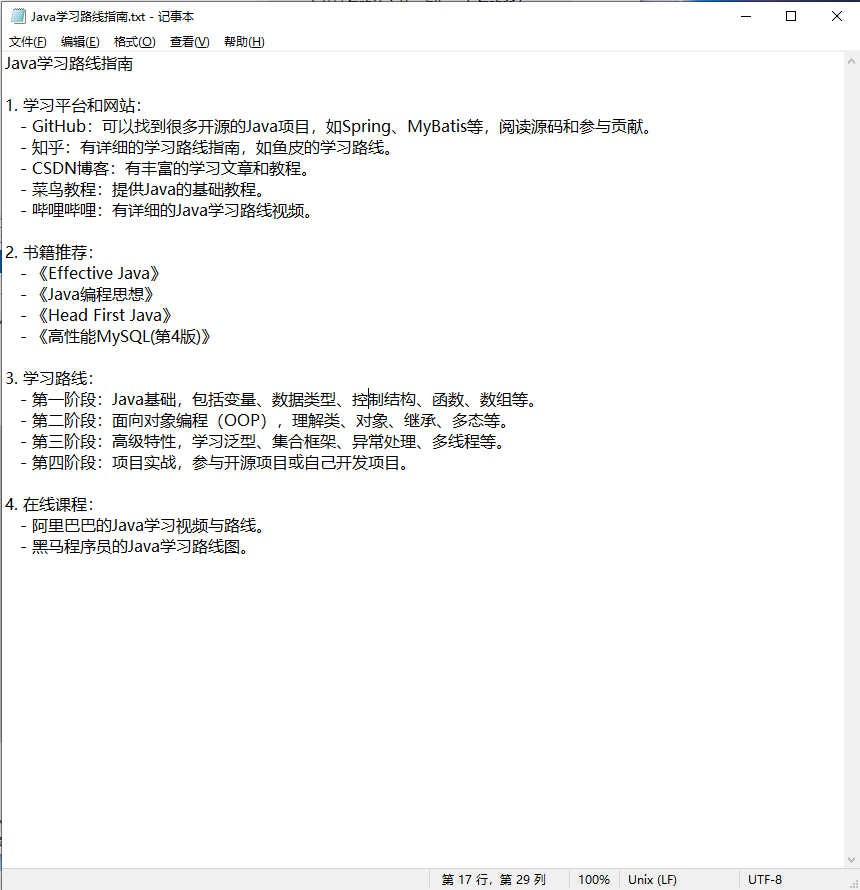 Java学习路线指南.txt - 记事本
文件(F) 编辑(E) 格式(O) 查看(V) 帮助(H)
Java学习路线指南
1. 学习平台和网站：
- GitHub：可以找到很多开源的Java项目，如Spring、MyBatis等，阅读源码和参与贡献。
- 知乎：有详细的学习路线指南，如鱼皮的学习路线。
- CSDN博客：有丰富的学习文章和教程。
- 菜鸟教程：提供Java的基础教程。
- 哔哩哔哩：有详细的Java学习路线视频。
2. 书籍推荐：
- 《Effective Java》
- 《Java编程思想》
- 《Head First Java》
- 《高性能MySQL(第4版)》
3. 学习路线：
- 第一阶段：Java基础，包括变量、数据类型、控制结构、函数、数组等。
- 第二阶段：面向对象编程（OOP），理解类、对象、继承、多态等。
- 第三阶段：高级特性，学习泛型、集合框架、异常处理、多线程等。
- 第四阶段：项目实战，参与开源项目或自己开发项目。
4. 在线课程：
- 阿里巴巴的Java学习视频与路线。
- 黑马程序员的Java学习路线图。
第 17 行，第 29 列 100% Unix (LF) UTF-8